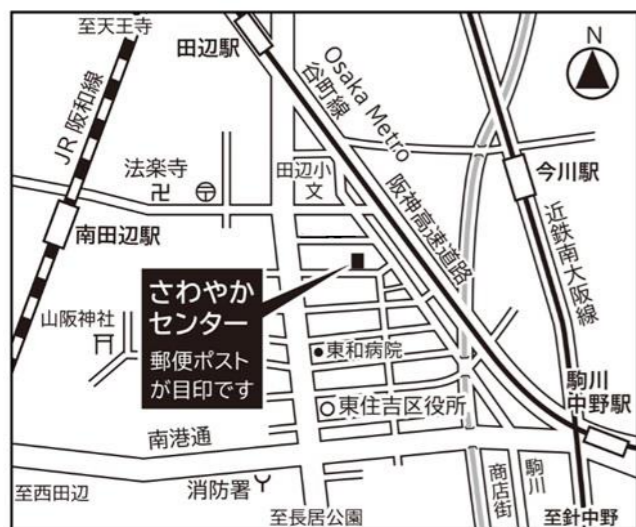 至天王寺
田辺駅
N
Osaka Metro
谷町線
JR阪和線
法楽寺
田辺小
文
今川駅
阪神高速道路
近鉄南大阪線
南田辺駅
さわやか
センター
郵便ポスト
が目印です
山阪神社
東和病院
駒川
中野駅
東住吉区役所
南港通
至西田辺
消防署
商店街
駒川
至長居公園
至針中野